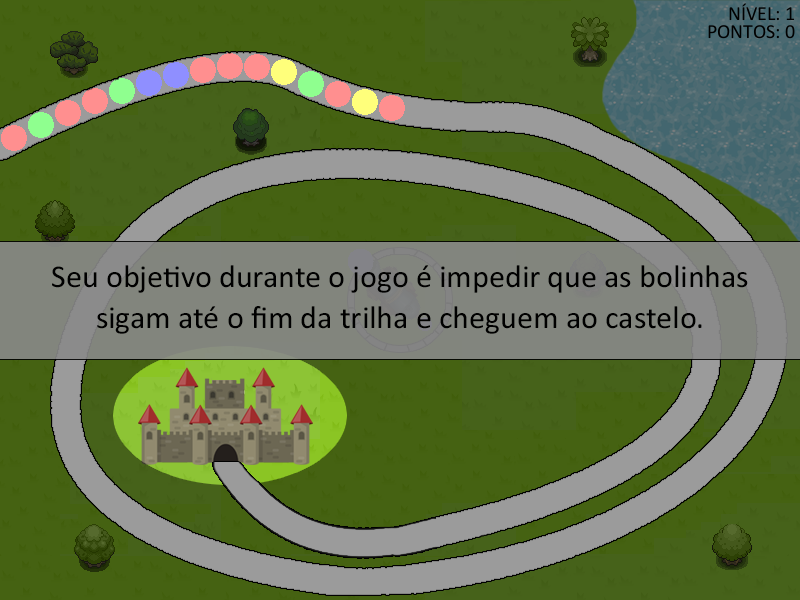 NÍVEL: 1
PONTOS: 0
Seu objetivo durante o jogo é impedir que as bolinhas
sigam até o fim da trilha e cheguem ao castelo.